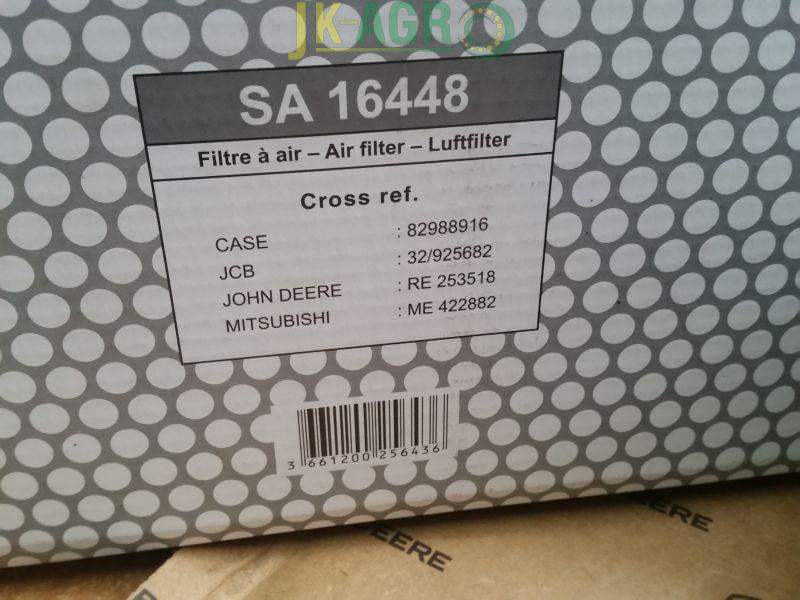 JK-AGRO
SA 16448
Filtre à air – Air filter – Luftfilter
Cross ref.
CASE : 82988916
JCB : 32/925682
JOHN DEERE : RE 253518
MITSUBISHI : ME 422882
3 661200 256436
DEERE
EERE